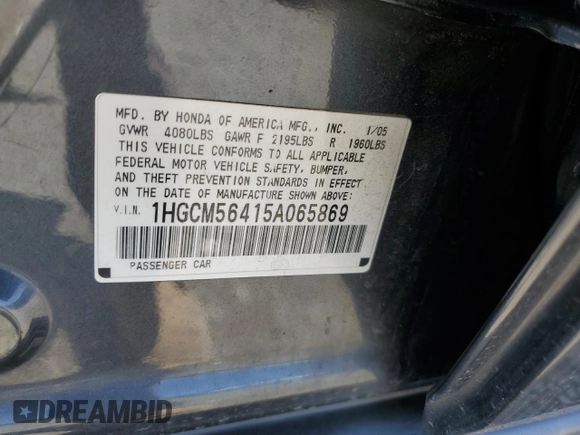 MFD. BY HONDA OF AMERICA MFG., INC. 1/05
GVWR 4080LBS GAWR F 2195LBS R 1960LBS
THIS VEHICLE CONFORMS TO ALL APPLICABLE
FEDERAL MOTOR VEHICLE SAFETY, BUMPER,
AND THEFT PREVENTION STANDARDS IN EFFECT
ON THE DATE OF MANUFACTURE SHOWN ABOVE:
V.I.N. 1HGCM56415A065869
PASSENGER CAR
DREAMBID